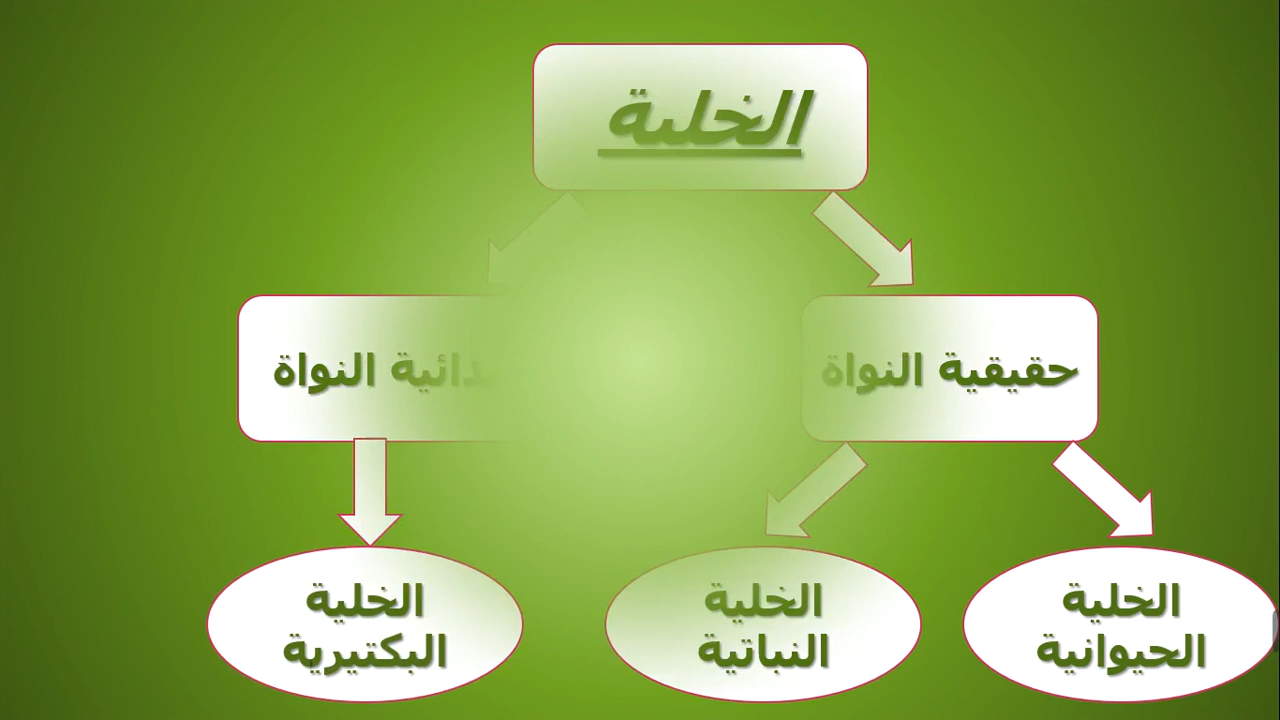 الخلية
حقيقية النواة
النواة
الخلية
الحيوانية
الخلية
النباتية
الخلية
البكتيرية